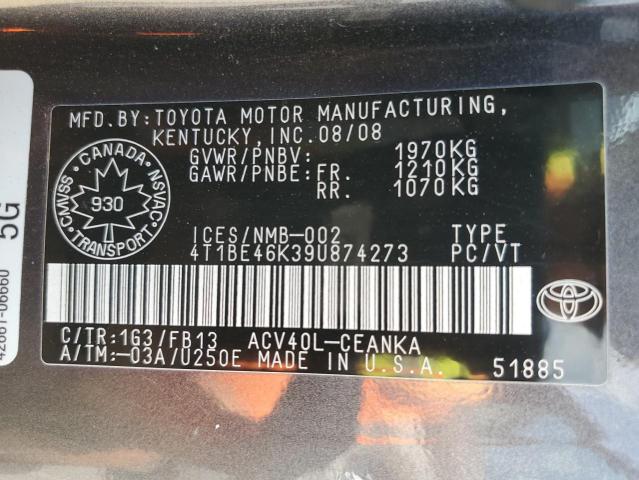 MFD.BY:TOYOTA MOTOR MANUFACTURING,
KENTUCKY, INC. 08/08
GVWR/PNBV: 1970KG
GAWR/PNBE: FR. 1210KG
RR. 1070KG
CANADA
CMVSS NSVAC
930
TRANSPORT
ICES/NMB-002 TYPE
4T1BE46K39U874273 PC/VT
C/TR:1G3/FB13 ACV40L-CEANKA
A/TM:-03A/U250E MADE IN U.S.A. 51885
5G
42661-06660